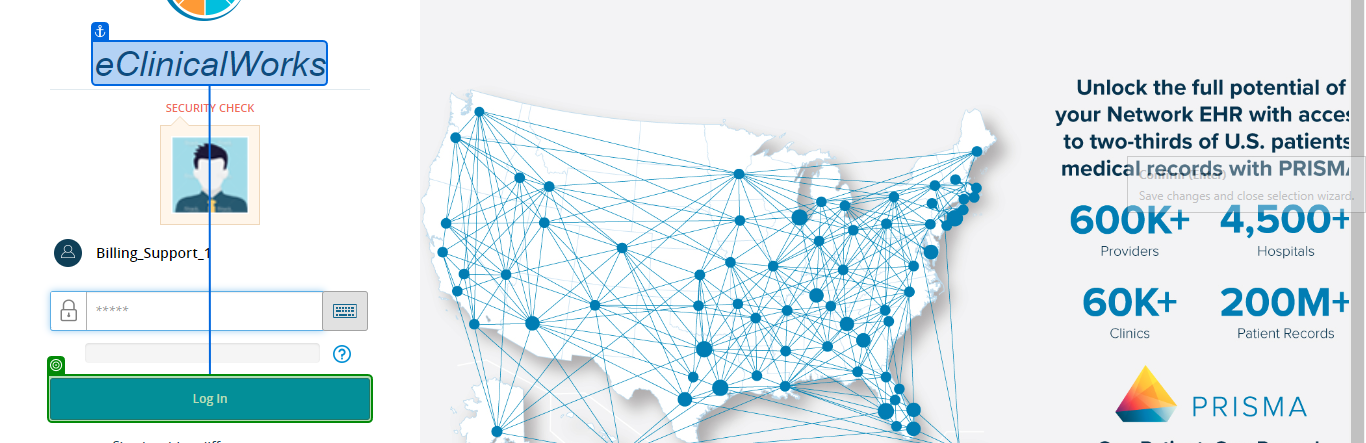 eClinicalWorks
SECURITY CHECK
Billing_Support_1
*****
Log In
Unlock the full potential of
your Network EHR with acces
to two-thirds of U.S. patients
medical records with PRISMA
Confirm (Enter)
Save changes and close selection wizard.
600K+ 4,500+
Providers Hospitals
60K+ 200M+
Clinics Patient Records
PRISMA